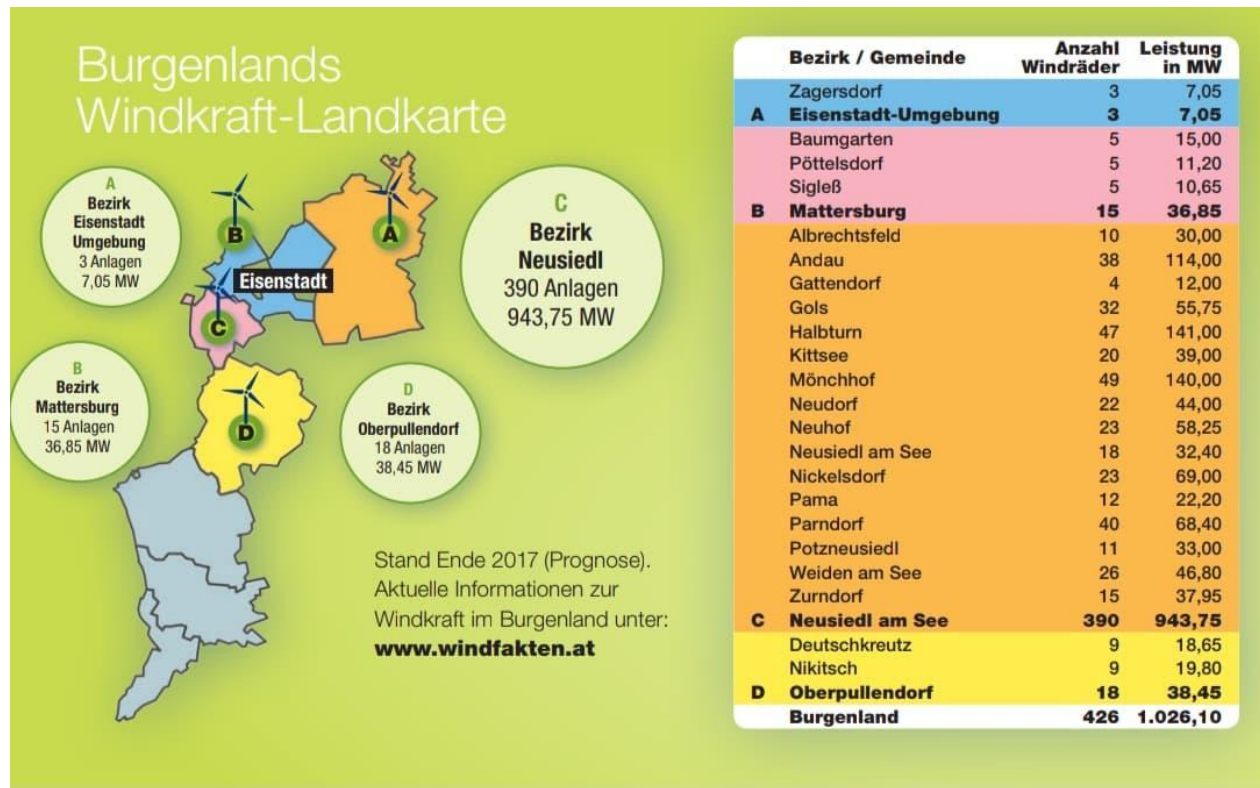 Burgenlands
Windkraft-Landkarte
A
Bezirk
Eisenstadt
Umgebung
3 Anlagen
7,05 MW
B
A
Eisenstadt
C
D
C
Bezirk
Neusiedl
390 Anlagen
943,75 MW
B
Bezirk
Mattersburg
15 Anlagen
36,85 MW
D
Bezirk
Oberpullendorf
18 Anlagen
38,45 MW
Stand Ende 2017 (Prognose).
Aktuelle Informationen zur
Windkraft im Burgenland unter:
www.windfakten.at
Bezirk / Gemeinde Anzahl Windräder Leistung in MW
Zagersdorf 3 7,05
A Eisenstadt-Umgebung 3 7,05
Baumgarten 5 15,00
Pöttelsdorf 5 11,20
Sigleß 5 10,65
B Mattersburg 15 36,85
Albrechtsfeld 10 30,00
Andau 38 114,00
Gattendorf 4 12,00
Gols 32 55,75
Halbturn 47 141,00
Kittsee 20 39,00
Mönchhof 49 140,00
Neudorf 22 44,00
Neuhof 23 58,25
Neusiedl am See 18 32,40
Nickelsdorf 23 69,00
Pama 12 22,20
Parndorf 40 68,40
Potzneusiedl 11 33,00
Weiden am See 26 46,80
Zurndorf 15 37,95
C Neusiedl am See 390 943,75
Deutschkreutz 9 18,65
Nikitsch 9 19,80
D Oberpullendorf 18 38,45
Burgenland 426 1.026,10